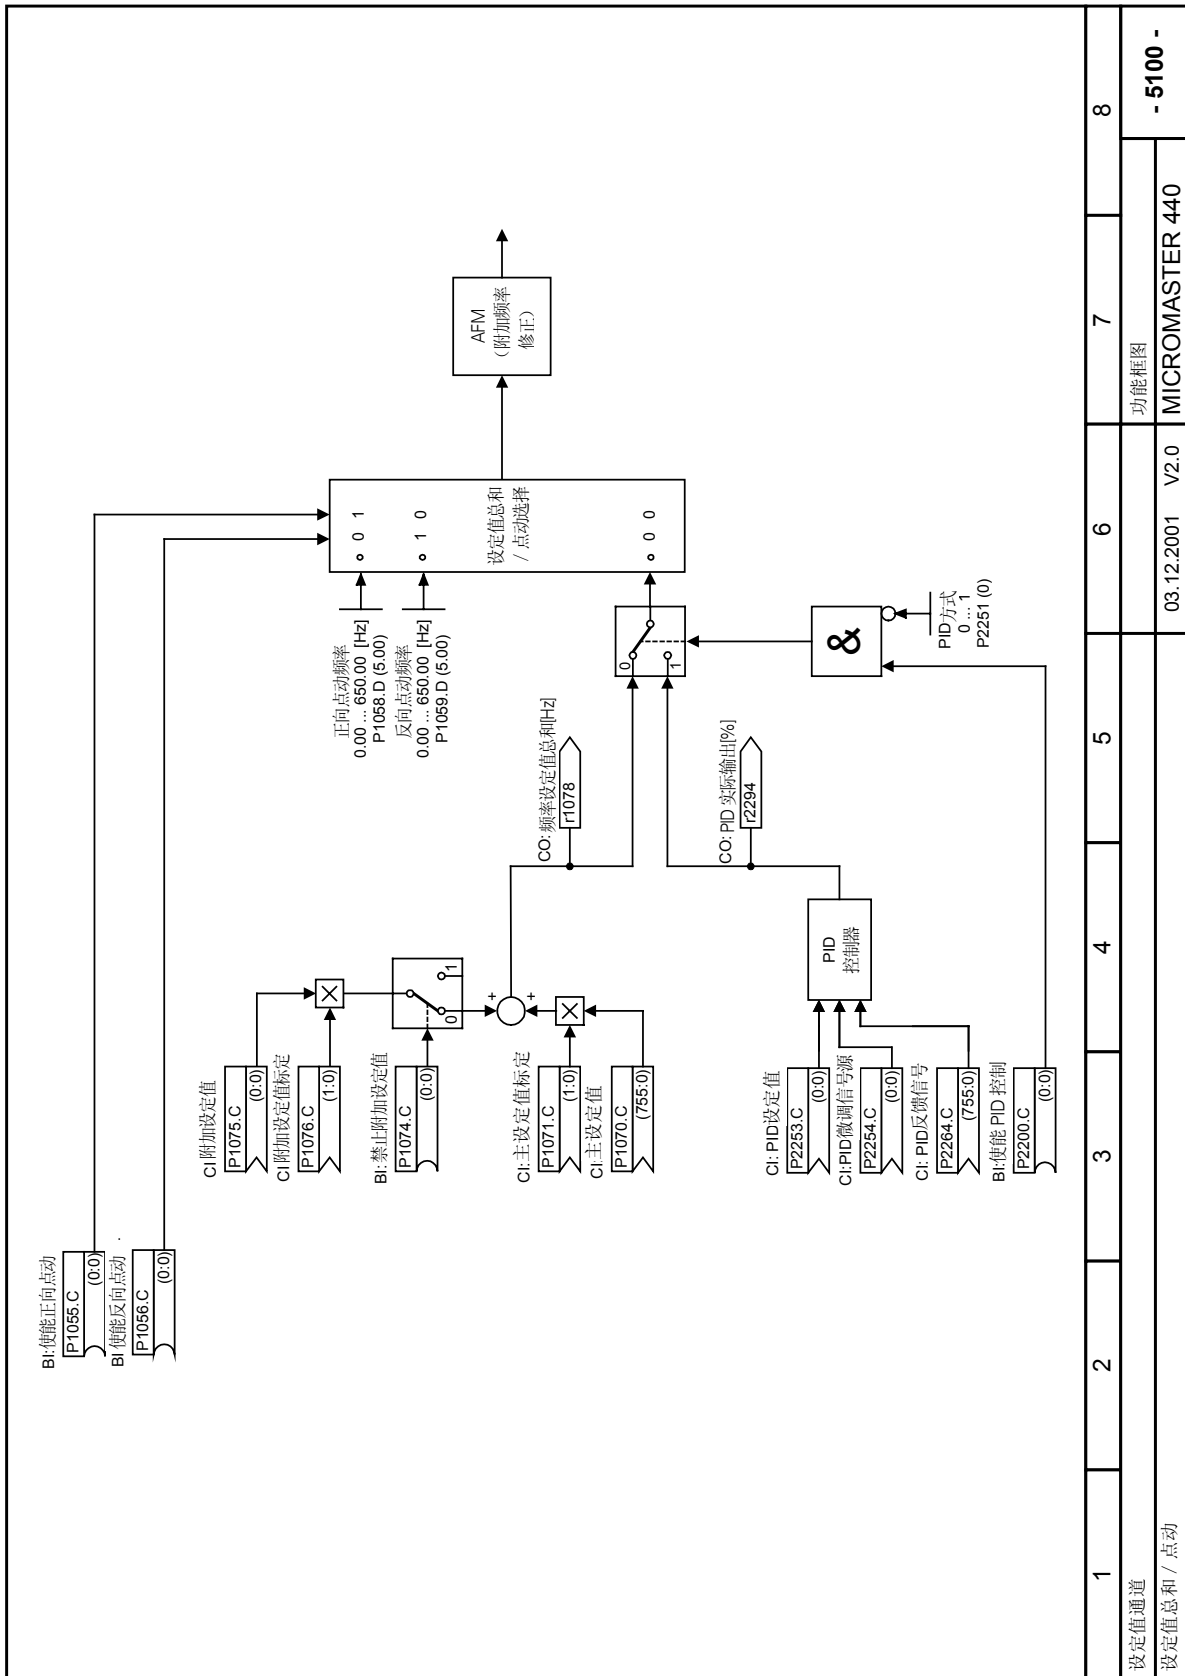 BI:使能正向点动
P1055.C
(0:0)
BI 使能反向点动
P1056.C
(0:0)
CI 附加设定值
P1075.C
(0:0)
CI 附加设定值标定
P1076.C
(1:0)
BI: 禁止附加设定值
P1074.C
(0:0)
0
1
CI:主设定值标定
P1071.C
(1:0)
CI:主设定值
P1070.C
(755:0)
+
+
CI: PID设定值
P2253.C
(0:0)
CI:PID微调信号源
P2254.C
(0:0)
CI: PID反馈信号
P2264.C
(755:0)
BI:使能 PID 控制
P2200.C
(0:0)
PID
控制器
CO: 频率设定值总和[Hz]
r1078
CO: PID 实际输出[%]
r2294
正向点动频率
0.00 ... 650.00 [Hz]
P1058.D (5.00)
反向点动频率
0.00 ... 650.00 [Hz]
P1059.D (5.00)
0
1
&
PID方式
0 ... 1
P2251 (0)
0 1
1 0
设定值总和
/ 点动选择
0 0
AFM
（附加频率
修正）
1
2
3
4
5
6
7
8
设定值通道
功能框图
- 5100 -
设定值总和 / 点动
03.12.2001
V2.0
MICROMASTER 440